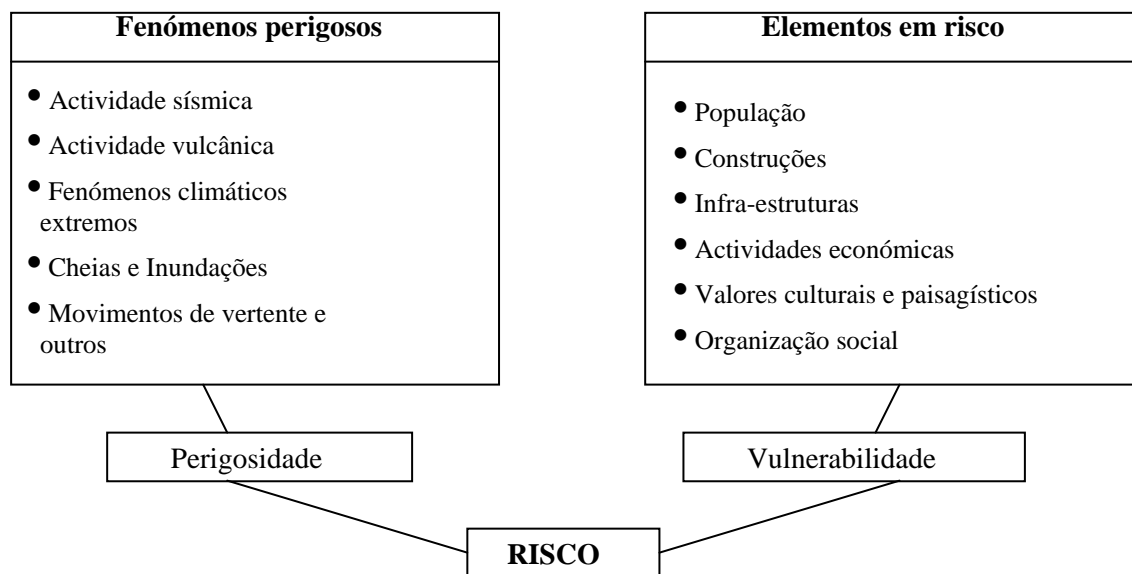 Fenómenos perigosos
• Actividade sísmica
• Actividade vulcânica
• Fenómenos climáticos
extremos
• Cheias e Inundações
• Movimentos de vertente e
outros
Elementos em risco
• População
• Construções
• Infra-estruturas
• Actividades económicas
• Valores culturais e paisagísticos
• Organização social
Perigosidade
Vulnerabilidade
RISCO